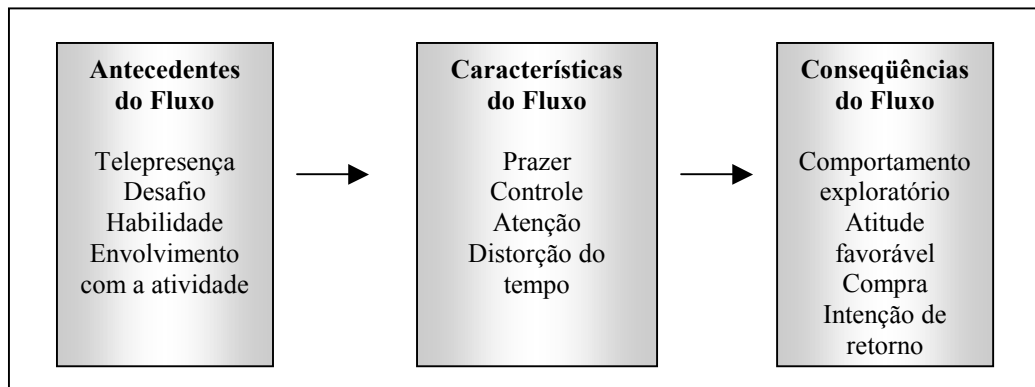 Antecedentes
do Fluxo
Telepresença
Desafio
Habilidade
Envolvimento
com a atividade
Características
do Fluxo
Prazer
Controle
Atenção
Distorção do
tempo
Conseqüências
do Fluxo
Comportamento
exploratório
Atitude
favorável
Compra
Intenção de
retorno